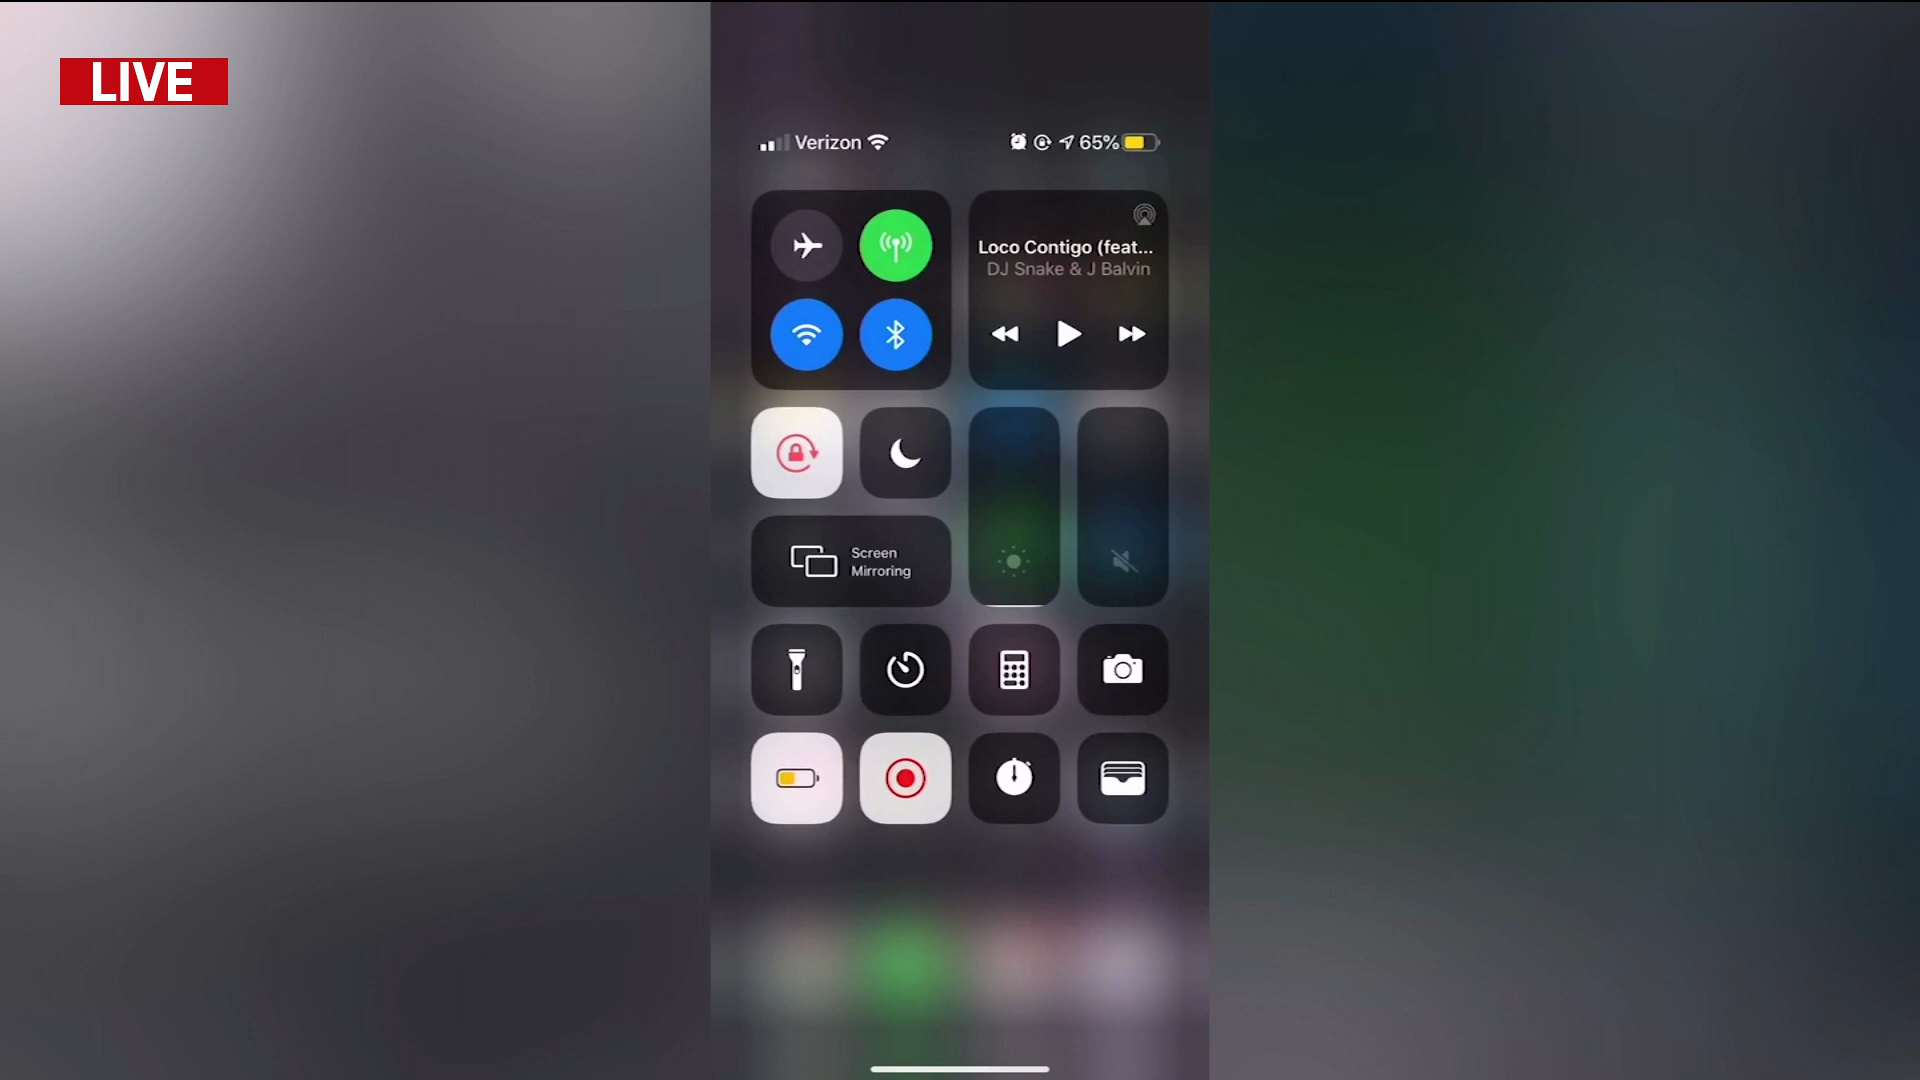 LIVE
Verizon 65%
Loco Contigo (feat...
DJ Snake & J Balvin
Screen
Mirroring